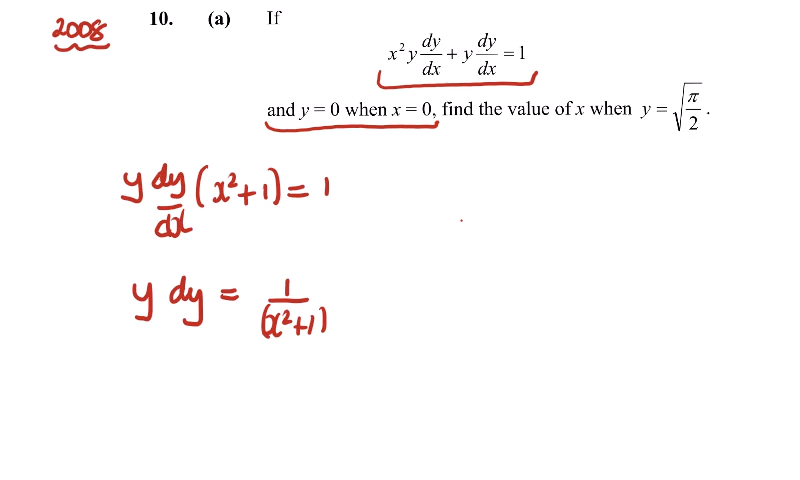 2008 10. (a) If
x² y dy/dx + y dy/dx = 1
and y = 0 when x = 0, find the value of x when y = √(π/2) .
y dy/dx (x²+1) = 1
y dy = 1/(x²+1)